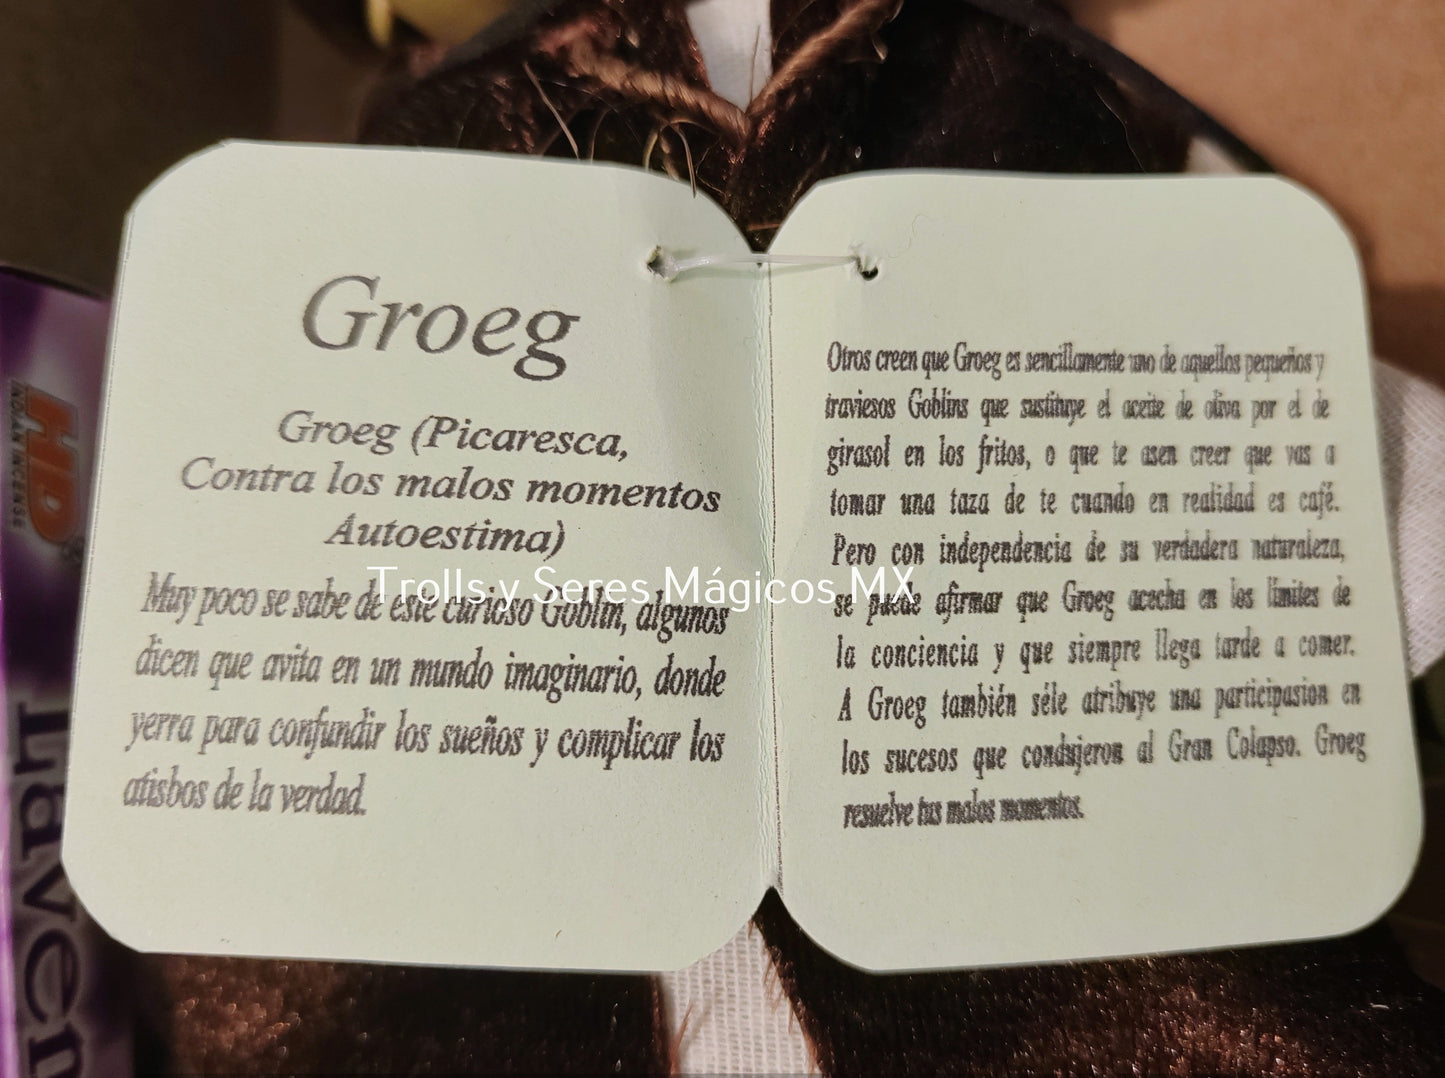 Groeg
Groeg (Picaresca,
Contra los malos momentos
Autoestima)
Muy poco se sabe de este curioso Goblin, algunos
dicen que avita en un mundo imaginario, donde
yerra para confundir los sueños y complicar los
atisbos de la verdad.
Otros creen que Groeg es sencillamente uno de aquellos pequeños y
traviesos Goblins que sustituye el aceite de oliva por el de
girasol en los fritos, o que te asen creer que vas a
tomar una taza de te cuando en realidad es café.
Pero con independencia de su verdadera naturaleza,
se puede afirmar que Groeg acecha en los límites de
la conciencia y que siempre llega tarde a comer.
A Groeg también séle atribuye una participasion en
los sucesos que condujeron al Gran Colapso. Groeg
resuelve tus malos momentos.
Trolls y Seres Mágicos MX
HD
INDIAN INCENSE
Laven